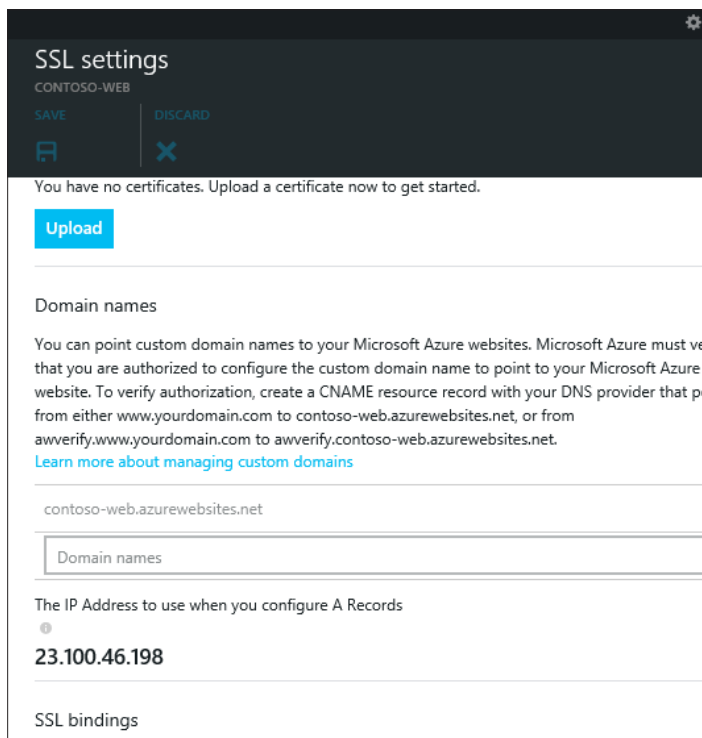 SSL settings
CONTOSO-WEB
SAVE
DISCARD
You have no certificates. Upload a certificate now to get started.
Upload
Domain names
You can point custom domain names to your Microsoft Azure websites. Microsoft Azure must
that you are authorized to configure the custom domain name to point to your Microsoft Azure
website. To verify authorization, create a CNAME resource record with your DNS provider that
from either www.yourdomain.com to contoso-web.azurewebsites.net, or from
awverify.www.yourdomain.com to awverify.contoso-web.azurewebsites.net.
Learn more about managing custom domains
contoso-web.azurewebsites.net
Domain names
The IP Address to use when you configure A Records
23.100.46.198
SSL bindings